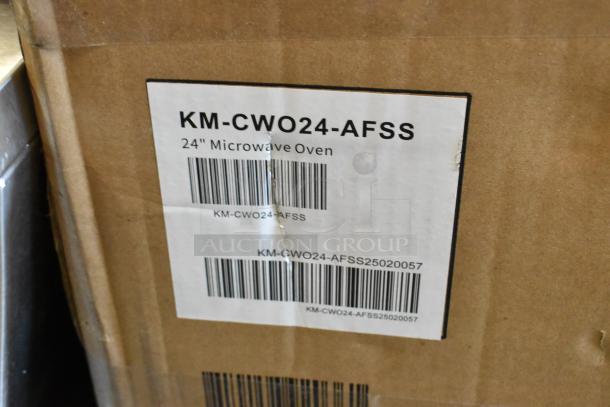 KM-CWO24-AFSS
24" Microwave Oven
KM-CWO24-AFSS
AUCTION GROUP
KM-CWO24-AFSS25020057
KM-CWO24-AFSS25020057